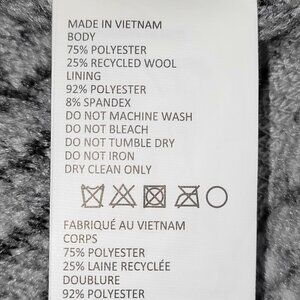 MADE IN VIETNAM
BODY
75% POLYESTER
25% RECYCLED WOOL
LINING
92% POLYESTER
8% SPANDEX
DO NOT MACHINE WASH
DO NOT BLEACH
DO NOT TUMBLE DRY
DO NOT IRON
DRY CLEAN ONLY
FABRIQUÉ AU VIETNAM
CORPS
75% POLYESTER
25% LAINE RECYCLÉE
DOUBLURE
92% POLYESTER